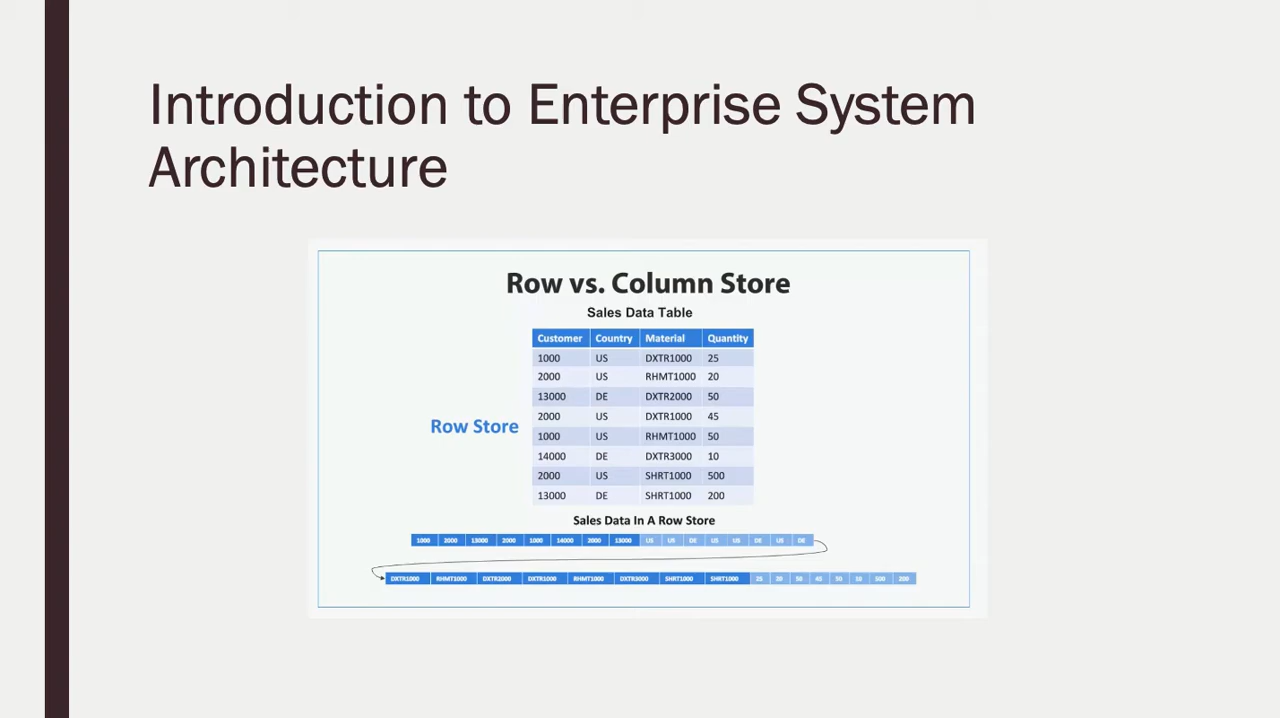 Introduction to Enterprise System
Architecture
Row vs. Column Store
Sales Data Table
Customer Country Material Quantity
1000 US DXTR1000 25
2000 US RHMT1000 20
13000 DE DXTR2000 50
2000 US DXTR1000 45
Row Store
1000 US RHMT1000 50
14000 DE DXTR3000 10
2000 US SHRT1000 500
13000 DE SHRT1000 200
Sales Data In A Row Store
1000 2000 13000 2000 1000 14000 2000 13000 US US DE US US DE US DE
DXTR1000 RHMT1000 DXTR2000 DXTR1000 RHMT1000 DXTR3000 SHRT1000 SHRT1000 25 20 50 45 50 10 500 200